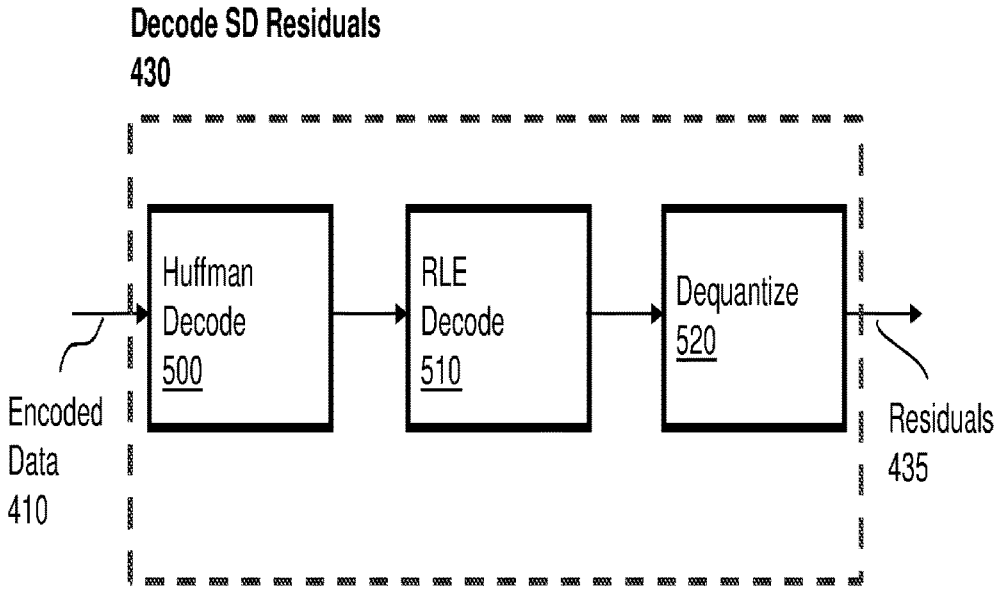 Decode SD Residuals
430
Huffman
Decode
500
RLE
Decode
510
Dequantize
520
Encoded
Data
410
Residuals
435